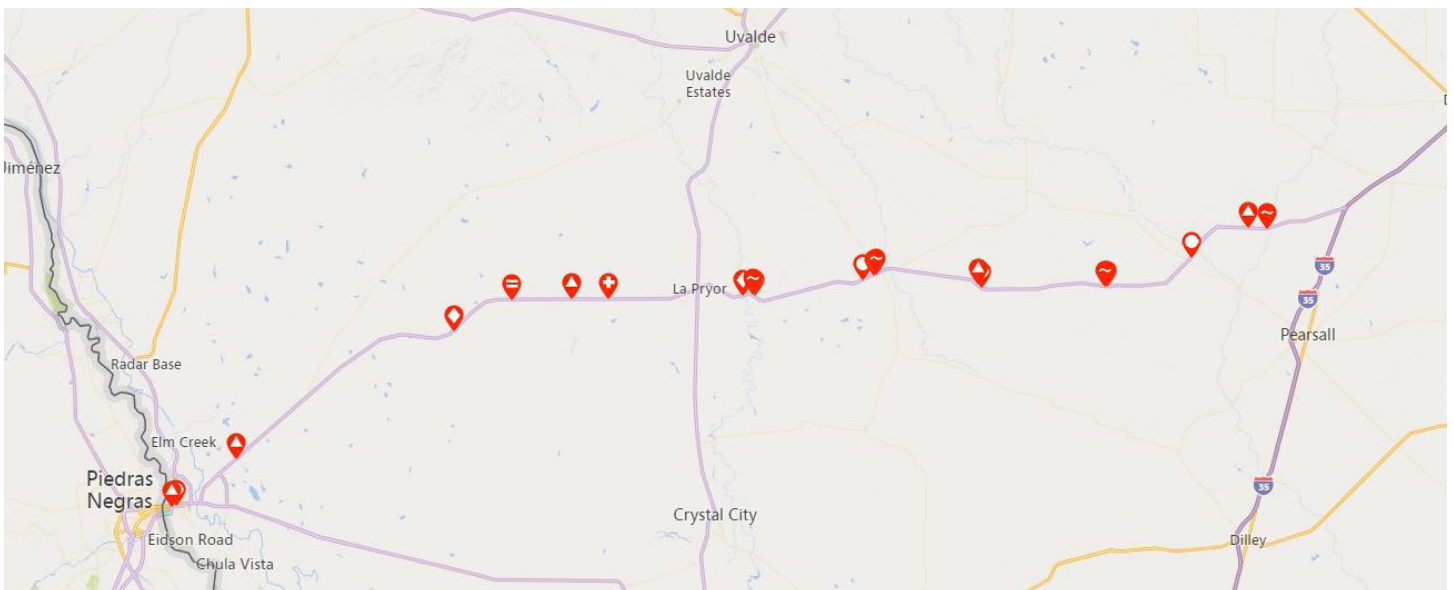 Uvalde
Uvalde
Estates
Jiménez
La Pryor
35
35
Pearsall
Radar Base
Elm Creek
Piedras
Negras
35
Crystal City
Eidson Road
Dilley
Chula Vista